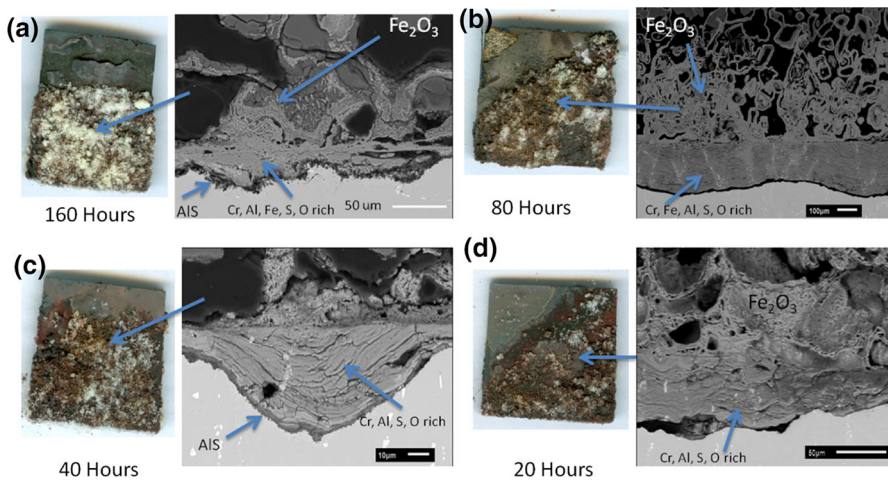 (a)
Fe₂O₃
AlS
Cr, Al, Fe, S, O rich
50 um
160 Hours
(b)
Fe₂O₃
Cr, Fe, Al, S, O rich
100µm
80 Hours
(c)
AlS
Cr, Al, S, O rich
10µm
40 Hours
(d)
Fe₂O₃
Cr, Al, S, O rich
50µm
20 Hours